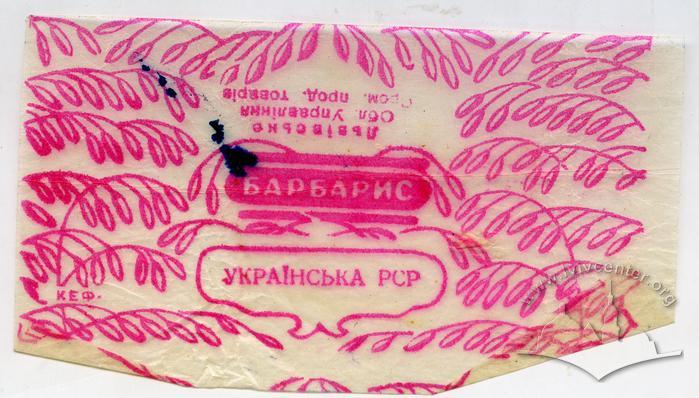 Львівське
Обл. Управління
Пром. прод. товарів
БАРБАРИС
УКРАЇНСЬКА РСР
КЕФ.
www.lvivcenter.org